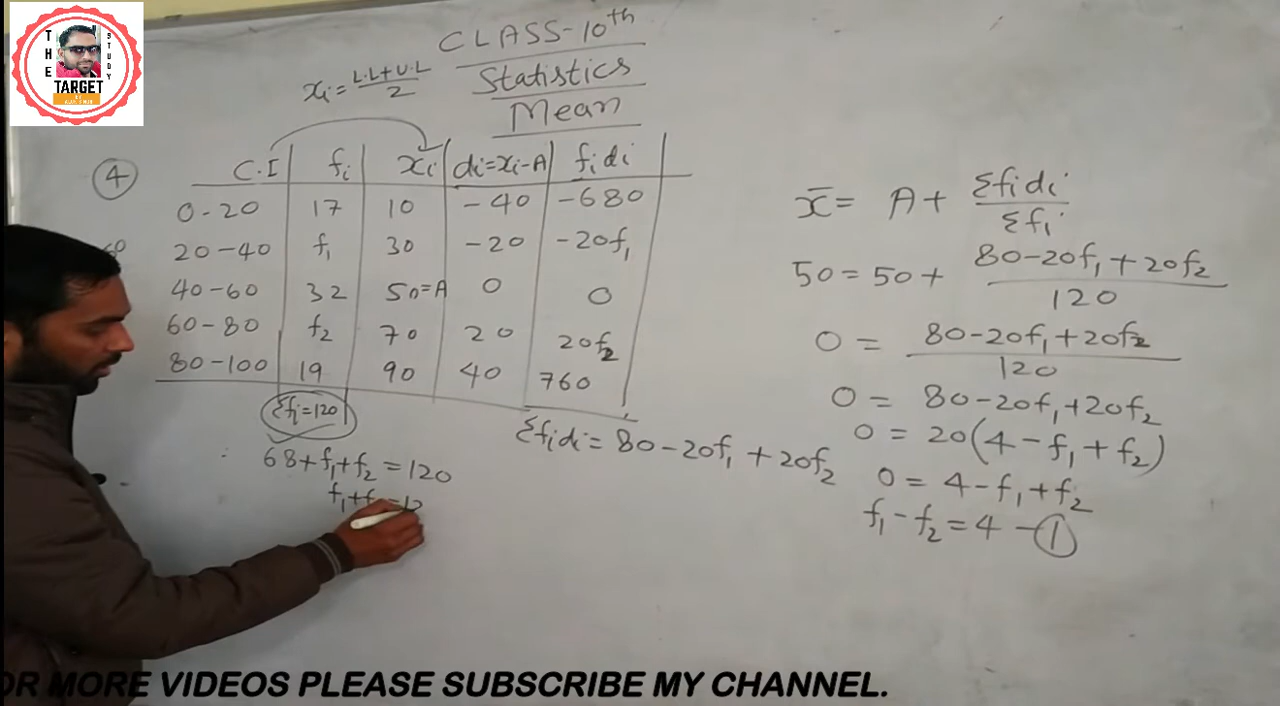 THE
STUDY
TARGET
CLASS-10th
Statistics
Mean
xi = L.L+U.L / 2
④
C.I | fi | xi | di=xi-A | fidi
0-20 | 17 | 10 | -40 | -680
20-40 | f₁ | 30 | -20 | -20f₁
40-60 | 32 | 50=A | 0 | 0
60-80 | f₂ | 70 | 20 | 20f₂
80-100 | 19 | 90 | 40 | 760
Σfi=120
Σfidi = 80-20f₁+20f₂
68+f₁+f₂=120
x̄ = A + Σfidi / Σfi
50 = 50 + 80-20f₁+20f₂ / 120
0 = 80-20f₁+20f₂ / 120
0 = 80-20f₁+20f₂
0 = 20(4-f₁+f₂)
0 = 4-f₁+f₂
f₁-f₂=4 -①
OR MORE VIDEOS PLEASE SUBSCRIBE MY CHANNEL.